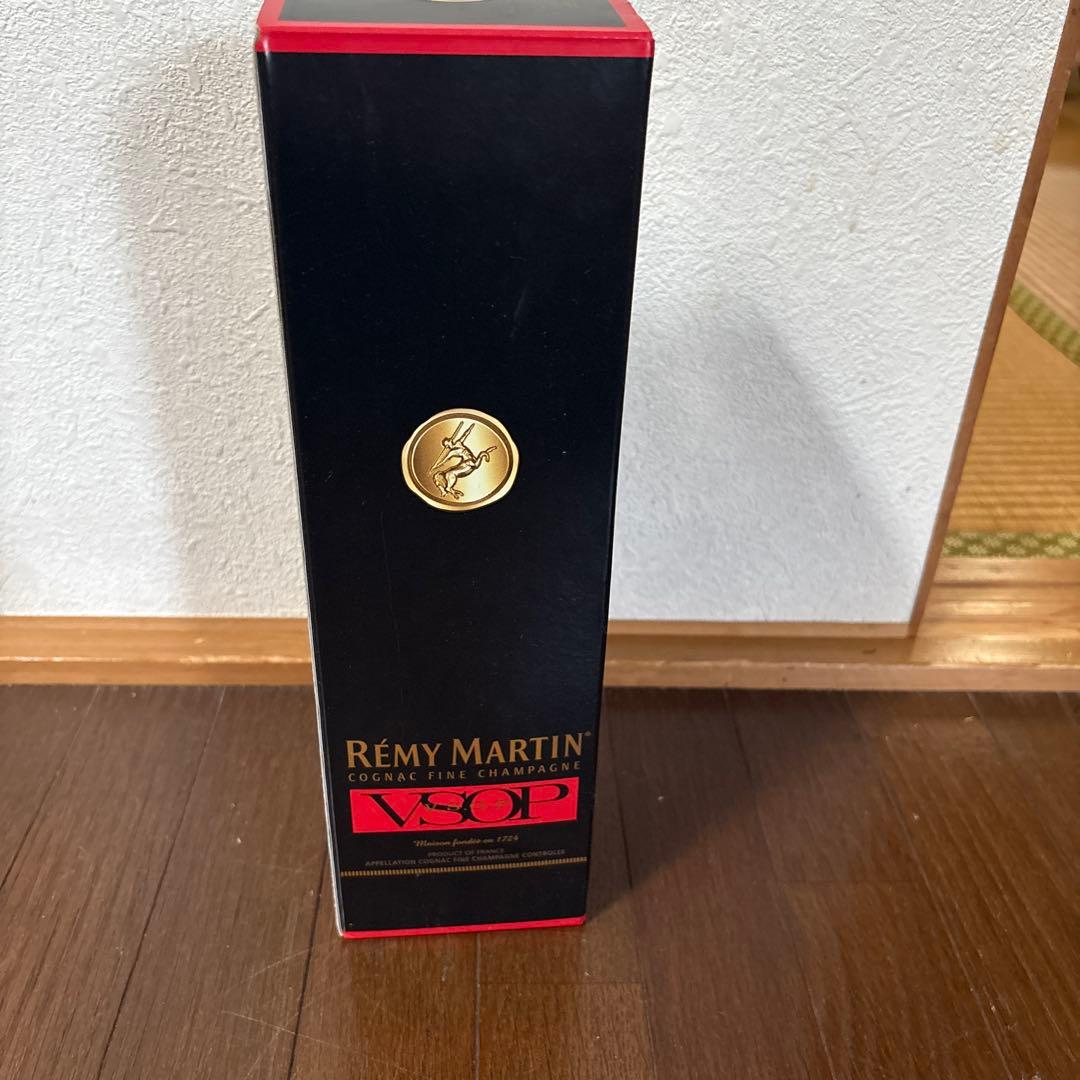 RÉMY MARTIN®
COGNAC FINE CHAMPAGNE
VSOP
Maison fondée en 1724
PRODUCT OF FRANCE
APPELLATION COGNAC FINE CHAMPAGNE CONTROLEE